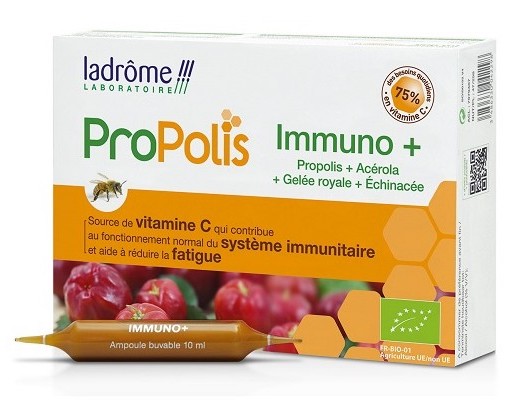 ladrôme
LABORATOIRE
ProPolis
75%
des besoins quotidiens
en vitamine C
Immuno +
Propolis + Acérola
+ Gelée royale + Échinacée
Source de vitamine C qui contribue
au fonctionnement normal du système immunitaire
et aide à réduire la fatigue
IMMUNO+
Ampoule buvable 10 ml
FR-BIO-01
Agriculture UE/non UE